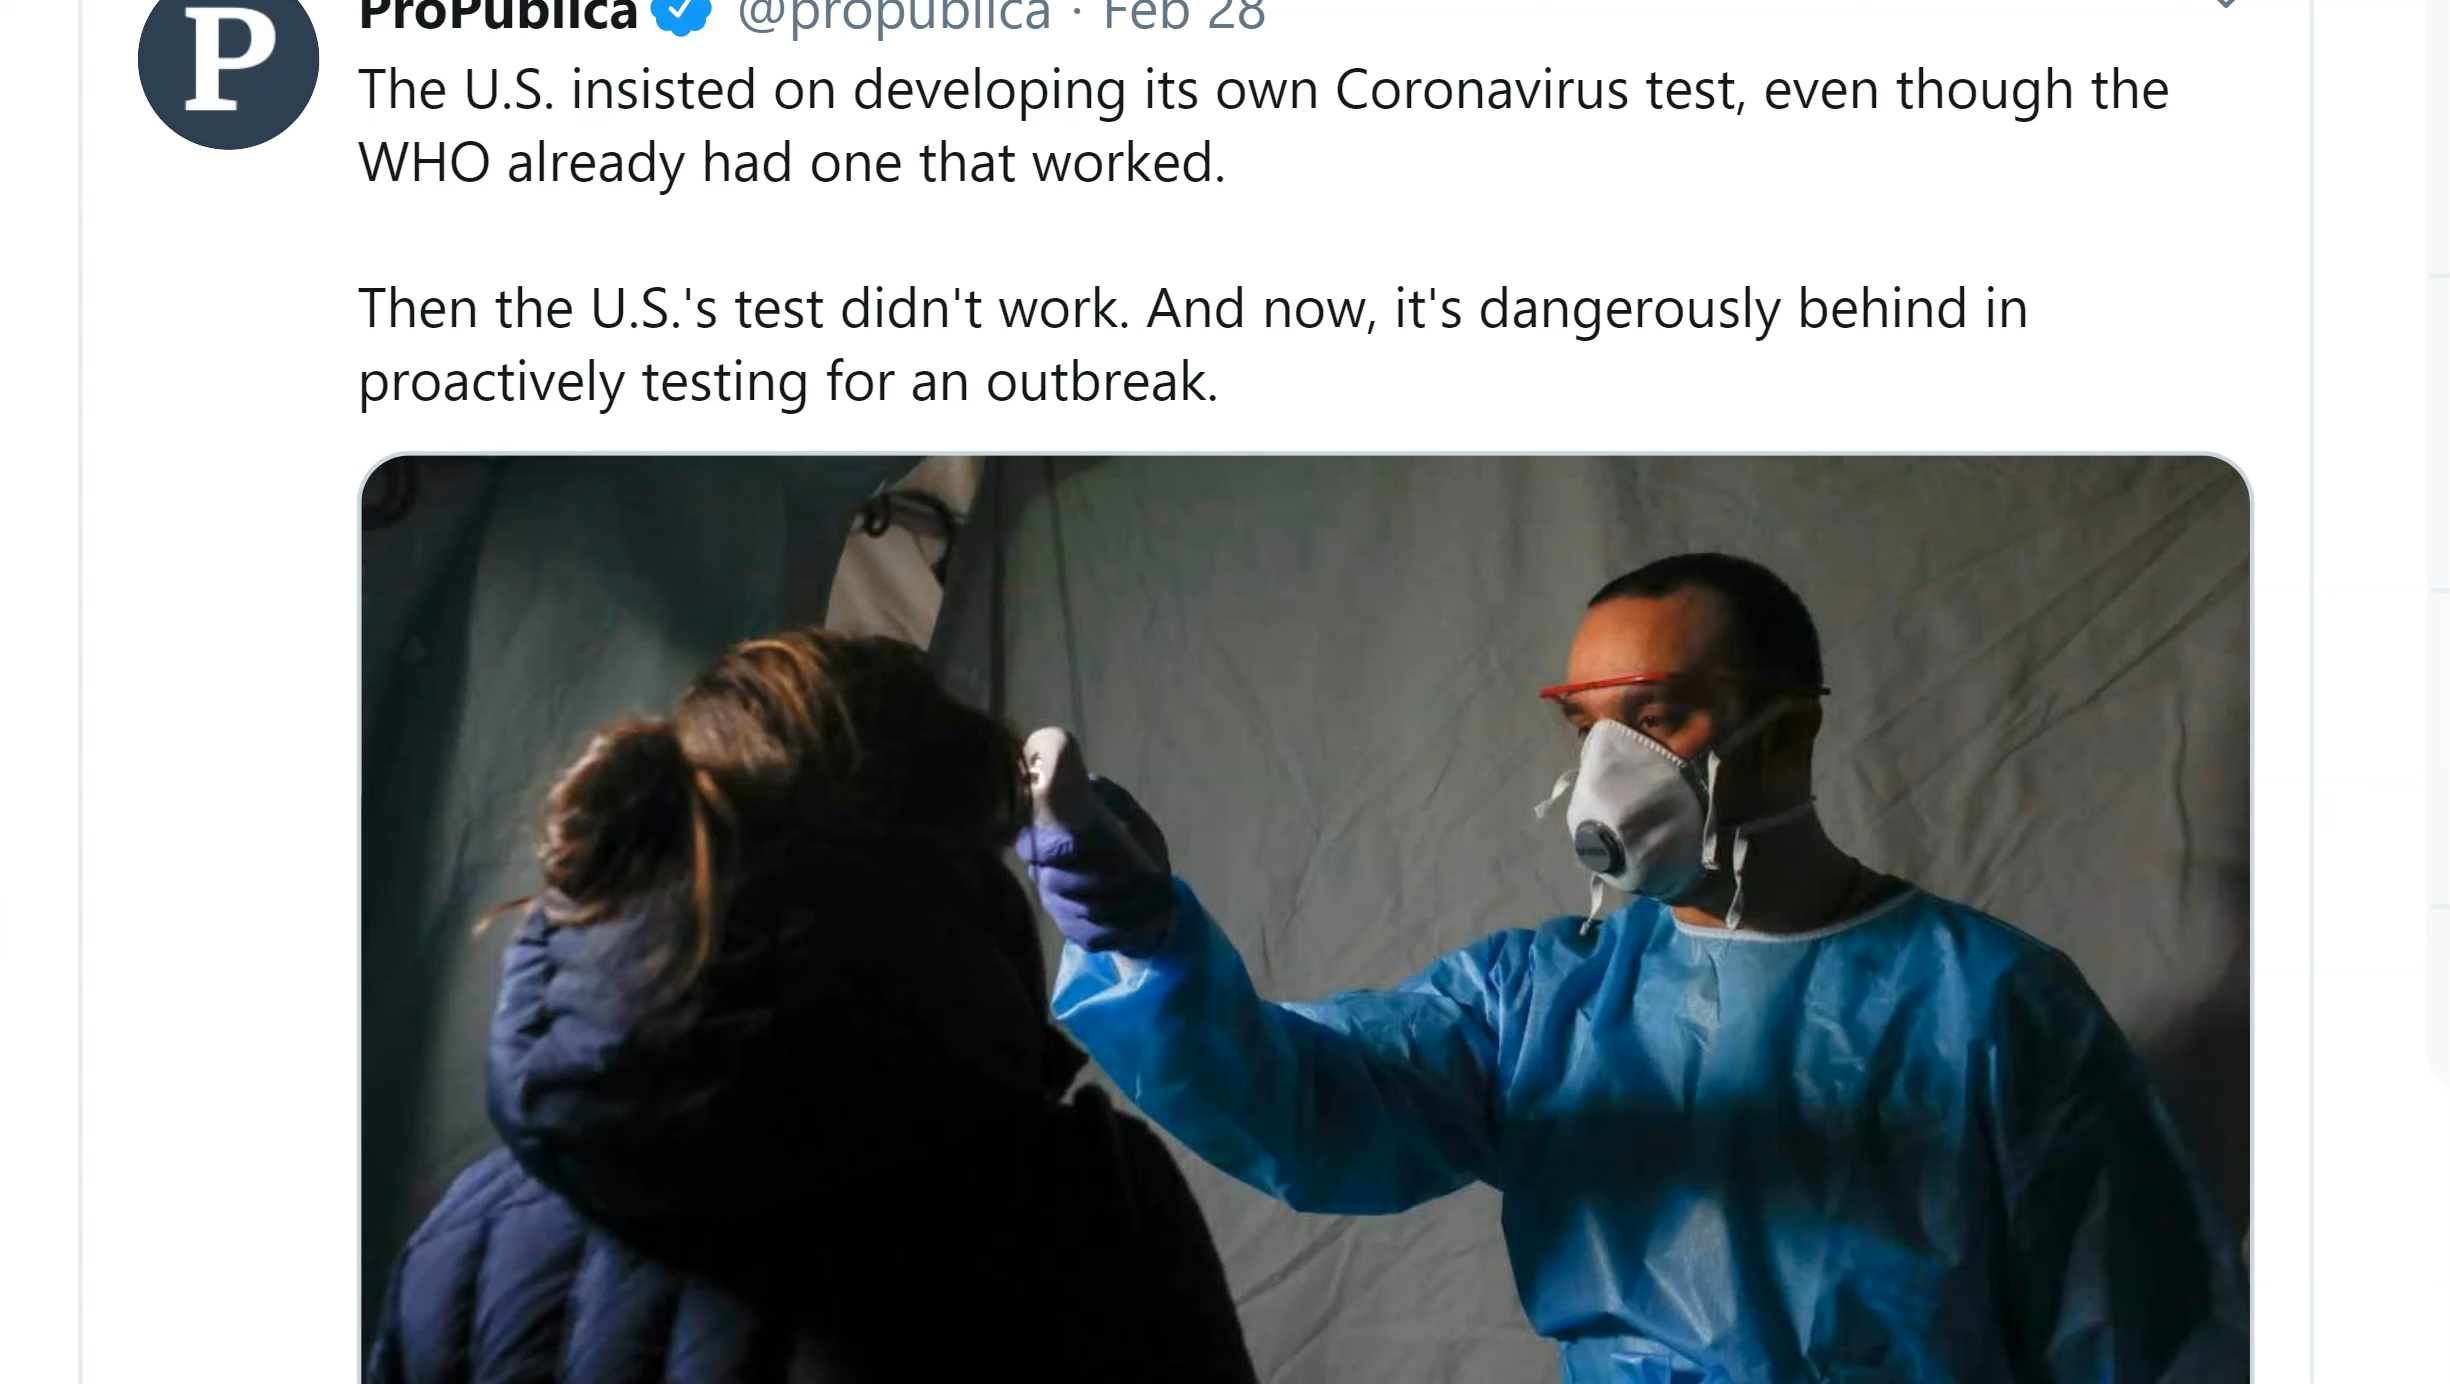 P
ProPublica @propublica · Feb 28
The U.S. insisted on developing its own Coronavirus test, even though the
WHO already had one that worked.
Then the U.S.'s test didn't work. And now, it's dangerously behind in
proactively testing for an outbreak.